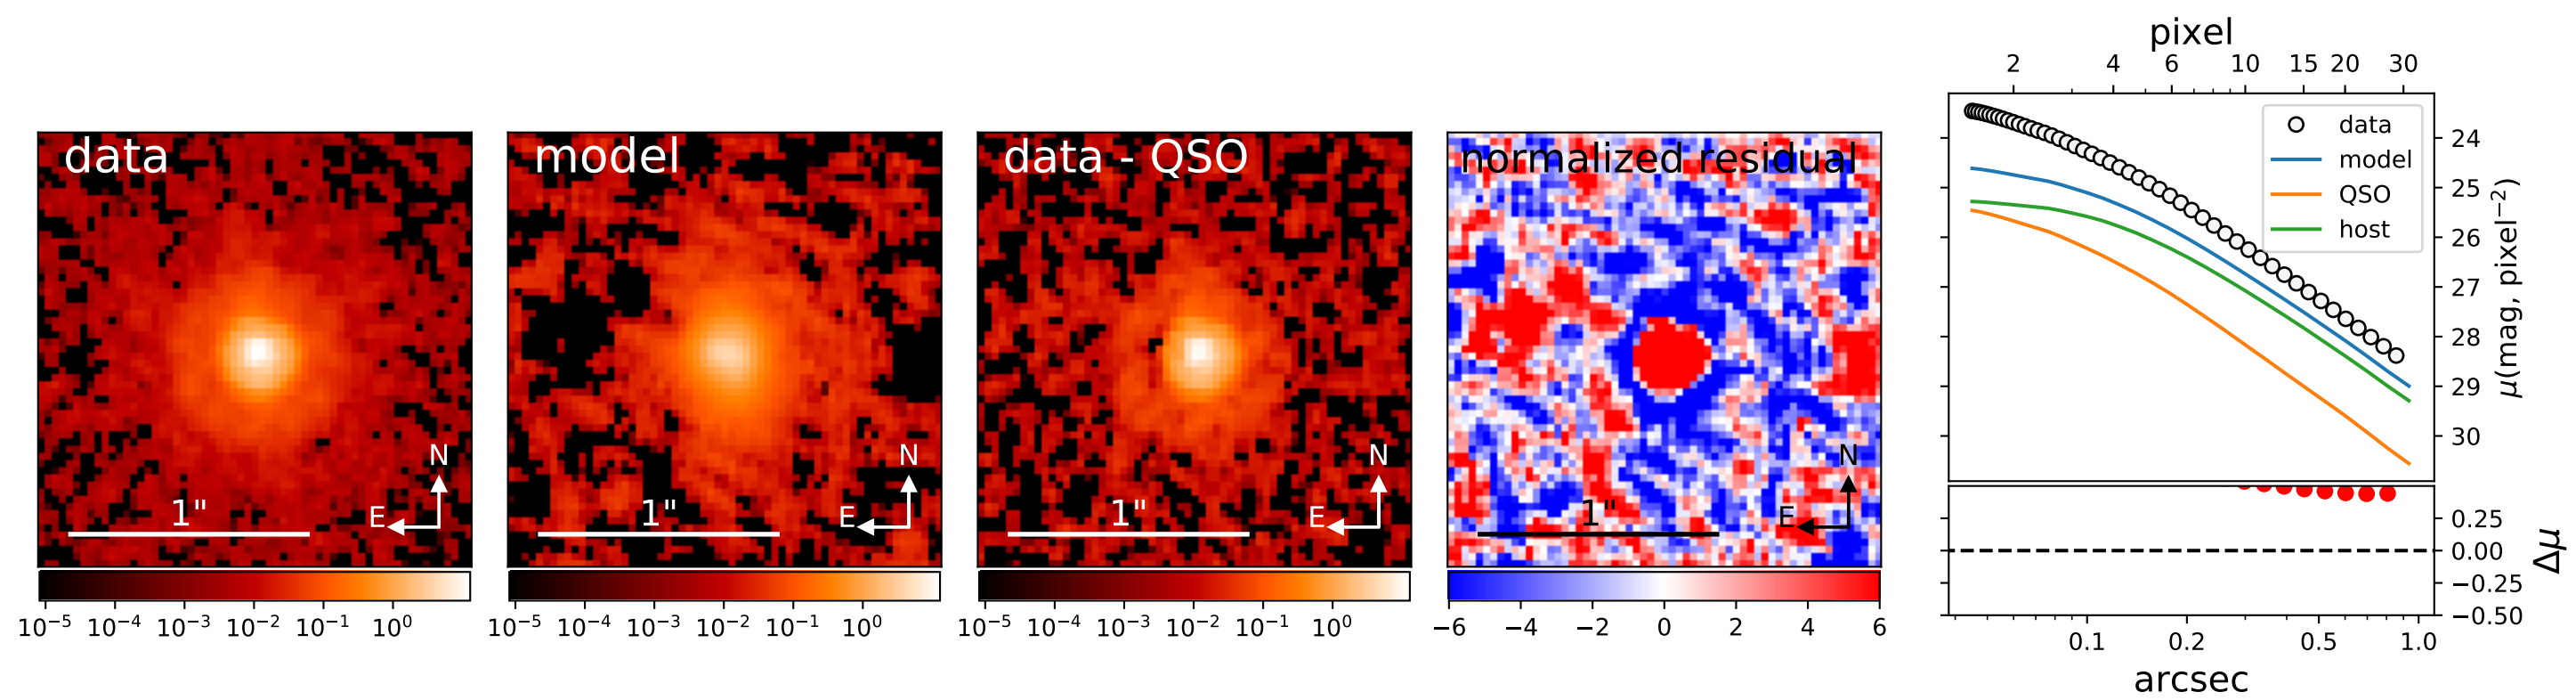 data
N
E
1"
10⁻⁵ 10⁻⁴ 10⁻³ 10⁻² 10⁻¹ 10⁰
model
N
E
1"
10⁻⁵ 10⁻⁴ 10⁻³ 10⁻² 10⁻¹ 10⁰
data - QSO
N
E
1"
10⁻⁵ 10⁻⁴ 10⁻³ 10⁻² 10⁻¹ 10⁰
normalized residual
N
E
1"
−6 −4 −2 0 2 4 6
pixel
2 4 6 10 15 20 30
data
model
QSO
host
24
25
26
27
28
29
30
μ(mag, pixel⁻²)
0.25
0.00
−0.25
−0.50
Δμ
0.1 0.2 0.5 1.0
arcsec